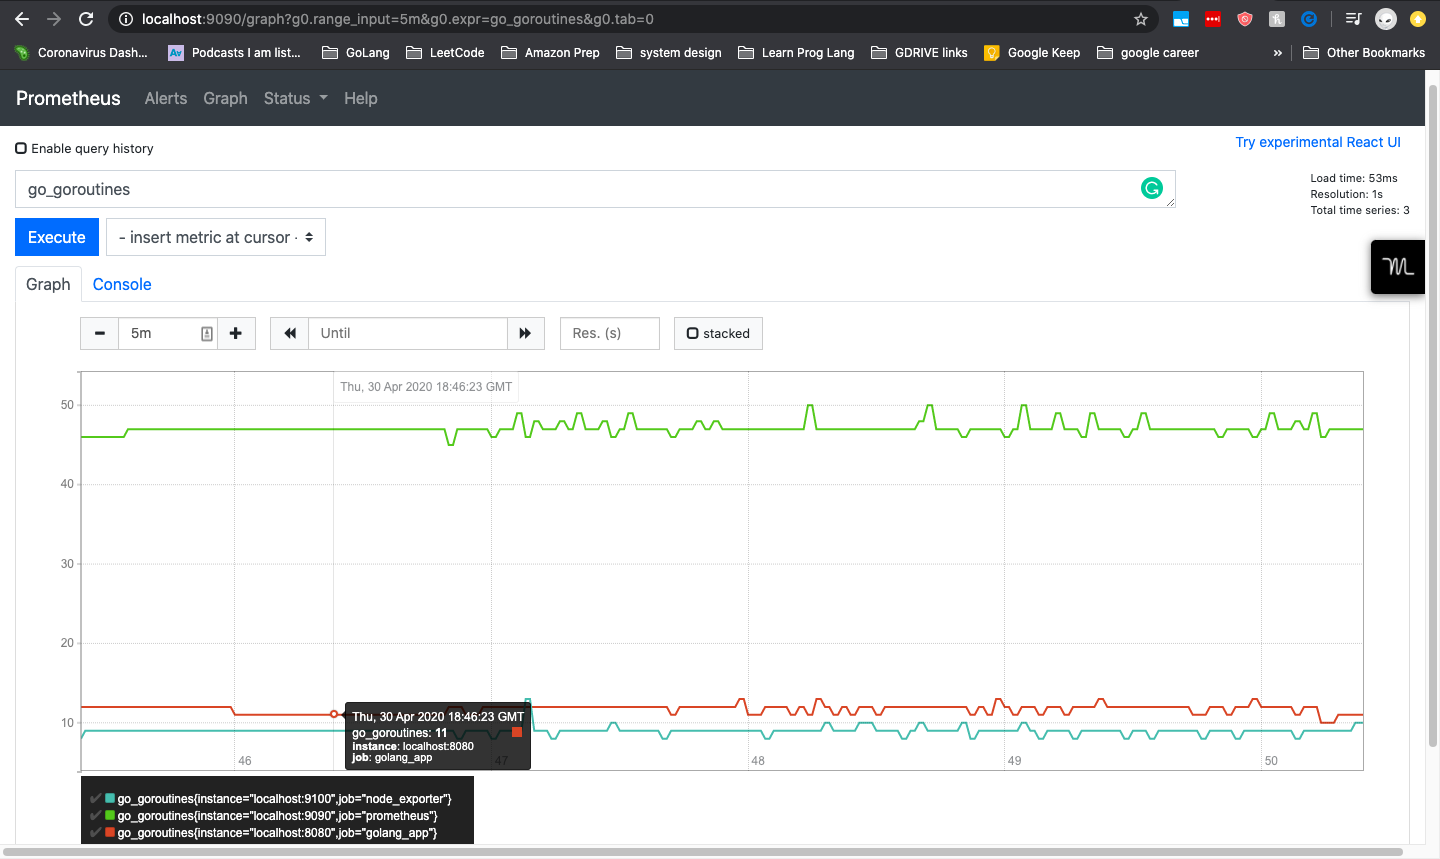 localhost:9090/graph?g0.range_input=5m&g0.expr=go_goroutines&g0.tab=0
Coronavirus Dash... Av Podcasts I am list... GoLang LeetCode Amazon Prep system design Learn Prog Lang GDRIVE links Google Keep google career » Other Bookmarks
Prometheus Alerts Graph Status Help
Try experimental React UI
Enable query history
go_goroutines
Load time: 53ms
Resolution: 1s
Total time series: 3
Execute - insert metric at cursor -
Graph Console
5m Until Res. (s) stacked
Thu, 30 Apr 2020 18:46:23 GMT
50
40
30
20
10
Thu, 30 Apr 2020 18:46:23 GMT
go_goroutines: 11
instance: localhost:8080
job: golang_app
46 47 48 49 50
✔ go_goroutines{instance="localhost:9100",job="node_exporter"}
✔ go_goroutines{instance="localhost:9090",job="prometheus"}
✔ go_goroutines{instance="localhost:8080",job="golang_app"}